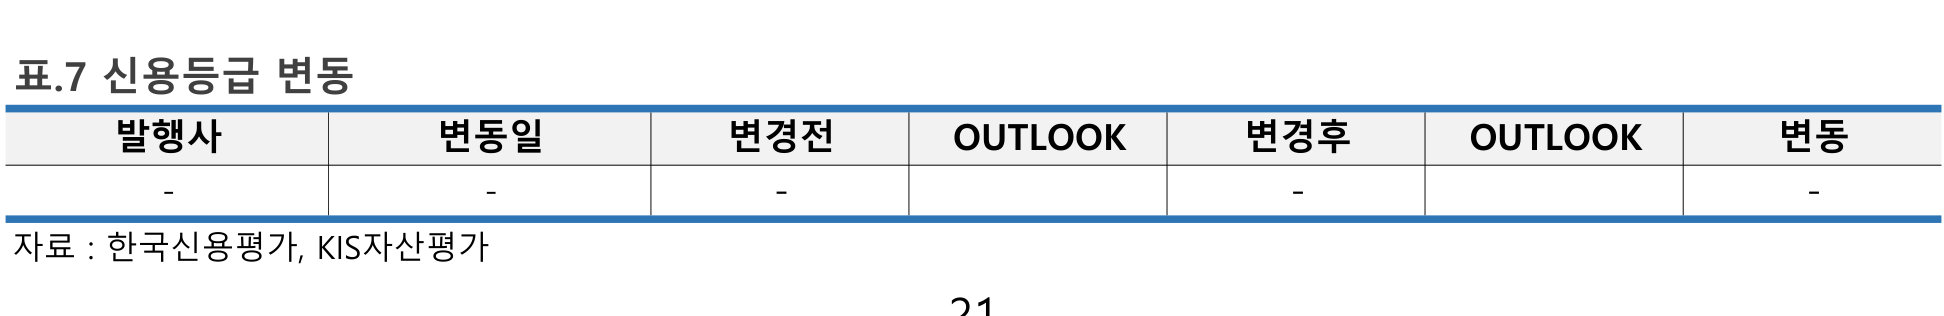 표.7 신용등급 변동
발행사 변동일 변경전 OUTLOOK 변경후 OUTLOOK 변동
- - - - -
자료 : 한국신용평가, KIS자산평가
21